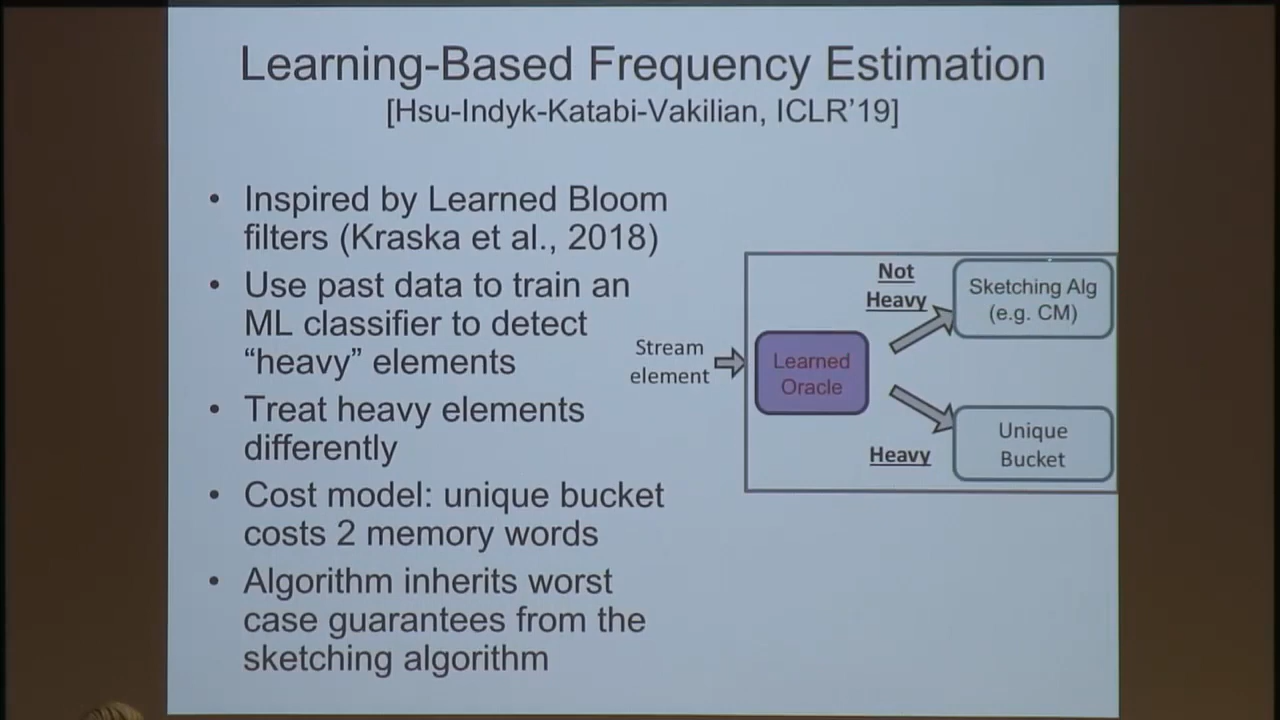 Learning-Based Frequency Estimation
[Hsu-Indyk-Katabi-Vakilian, ICLR'19]
• Inspired by Learned Bloom
filters (Kraska et al., 2018)
• Use past data to train an
ML classifier to detect
“heavy” elements
• Treat heavy elements
differently
• Cost model: unique bucket
costs 2 memory words
• Algorithm inherits worst
case guarantees from the
sketching algorithm
Stream
element
Learned
Oracle
Not
Heavy
Sketching Alg
(e.g. CM)
Heavy
Unique
Bucket